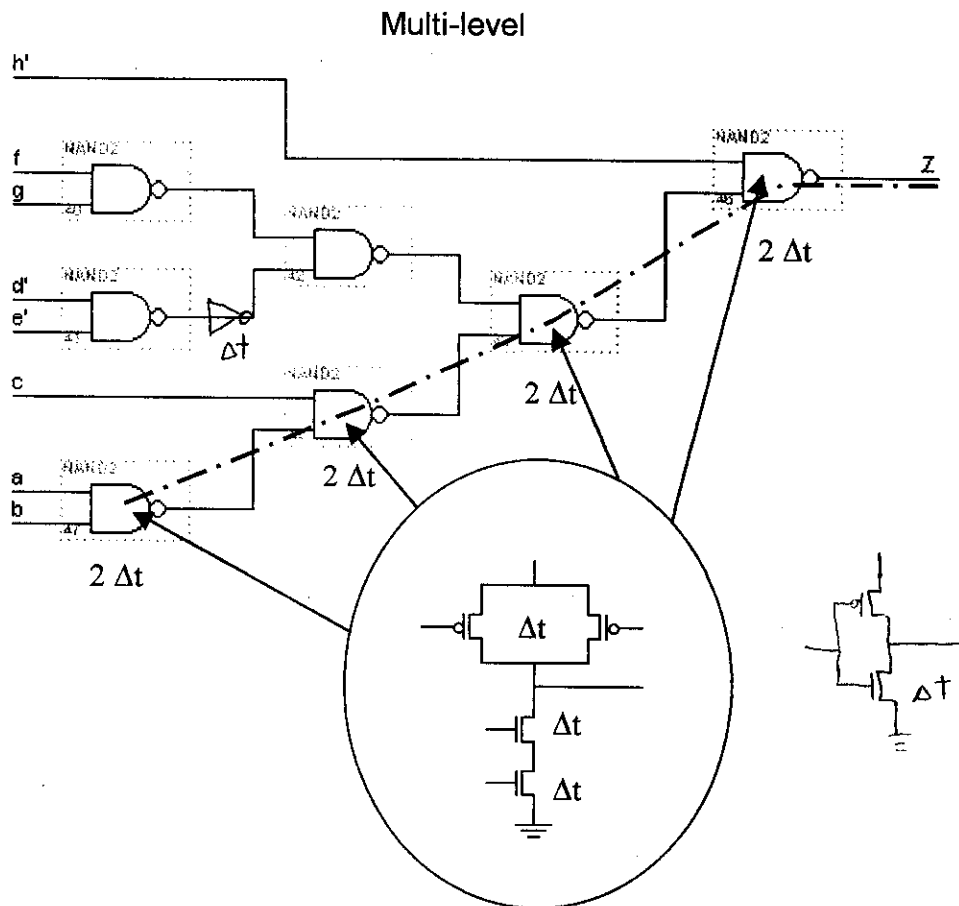 Multi-level
h'
NAND2
f
g
NAND2
z
2 Δt
NAND2
NAND2
d'
e'
Δt
NAND2
2 Δt
c
NAND2
2 Δt
NAND2
a
b
47
2 Δt
Δt
Δt
Δt
Δt